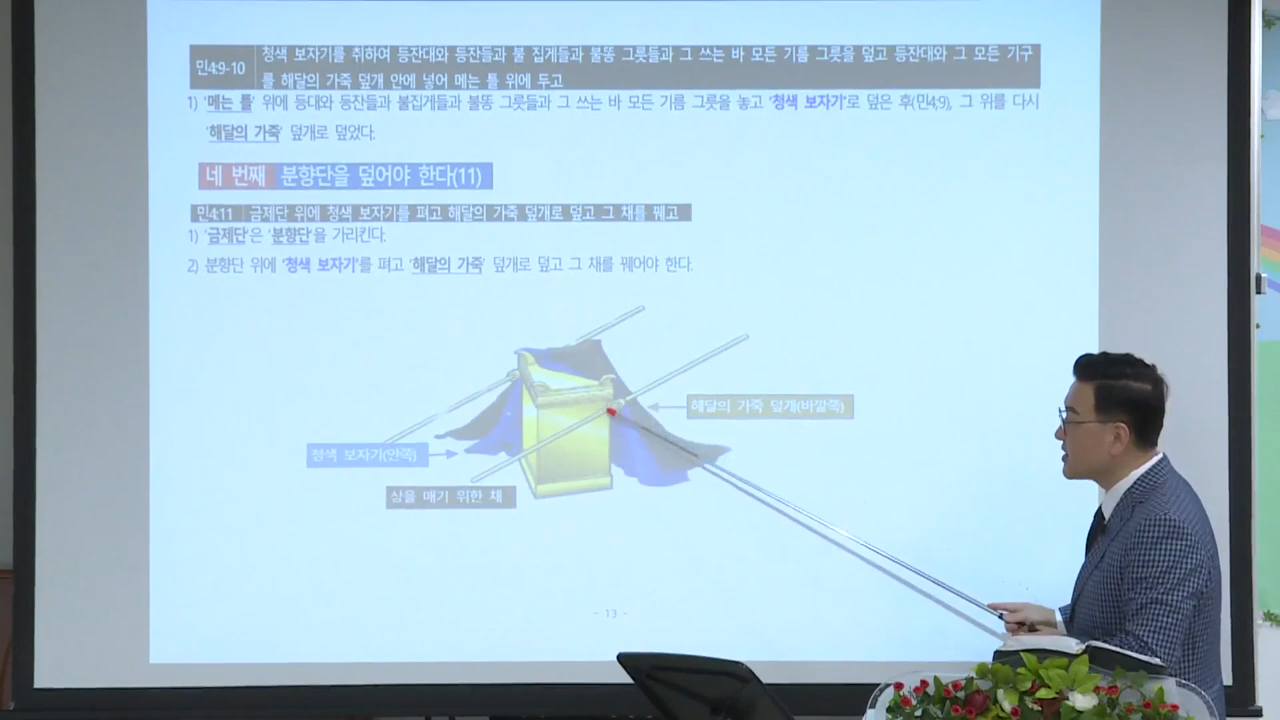 민4:9-10
청색 보자기를 취하여 등잔대와 등잔들과 불 집게들과 불똥 그릇들과 그 쓰는 바 모든 기름 그릇을 덮고 등잔대와 그 모든 기구
를 해달의 가죽 덮개 안에 넣어 메는 틀 위에 두고
1) '메는 틀' 위에 등대와 등잔들과 불집게들과 불똥 그릇들과 그 쓰는 바 모든 기름 그릇을 놓고 '청색 보자기'로 덮은 후(민4:9), 그 위를 다시
'해달의 가죽' 덮개로 덮었다.
네 번째 분향단을 덮어야 한다(11)
민4:11 금제단 위에 청색 보자기를 펴고 해달의 가죽 덮개로 덮고 그 채를 꿰고
1) '금제단'은 '분향단'을 가리킨다.
2) 분향단 위에 '청색 보자기'를 펴고 '해달의 가죽' 덮개로 덮고 그 채를 꿰어야 한다.
해달의 가죽 덮개(바깥쪽)
청색 보자기(안쪽)
상을 매기 위한 채
- 13 -